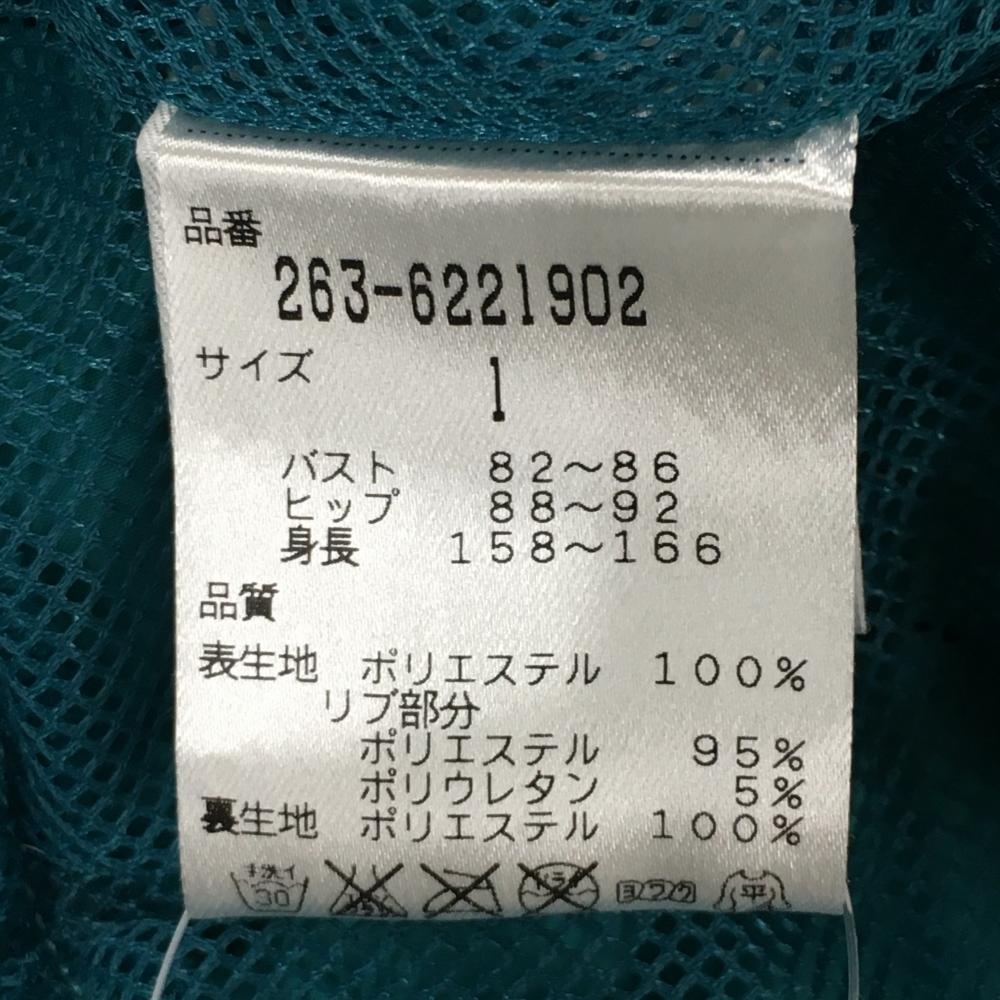 品番
263-6221902
サイズ 1
バスト 82～86
ヒップ 88～92
身長 158～166
品質
表生地 ポリエステル 100%
リブ部分
ポリエステル 95%
ポリウレタン 5%
裏生地 ポリエステル 100%
手洗イ 30 ヨワク 平